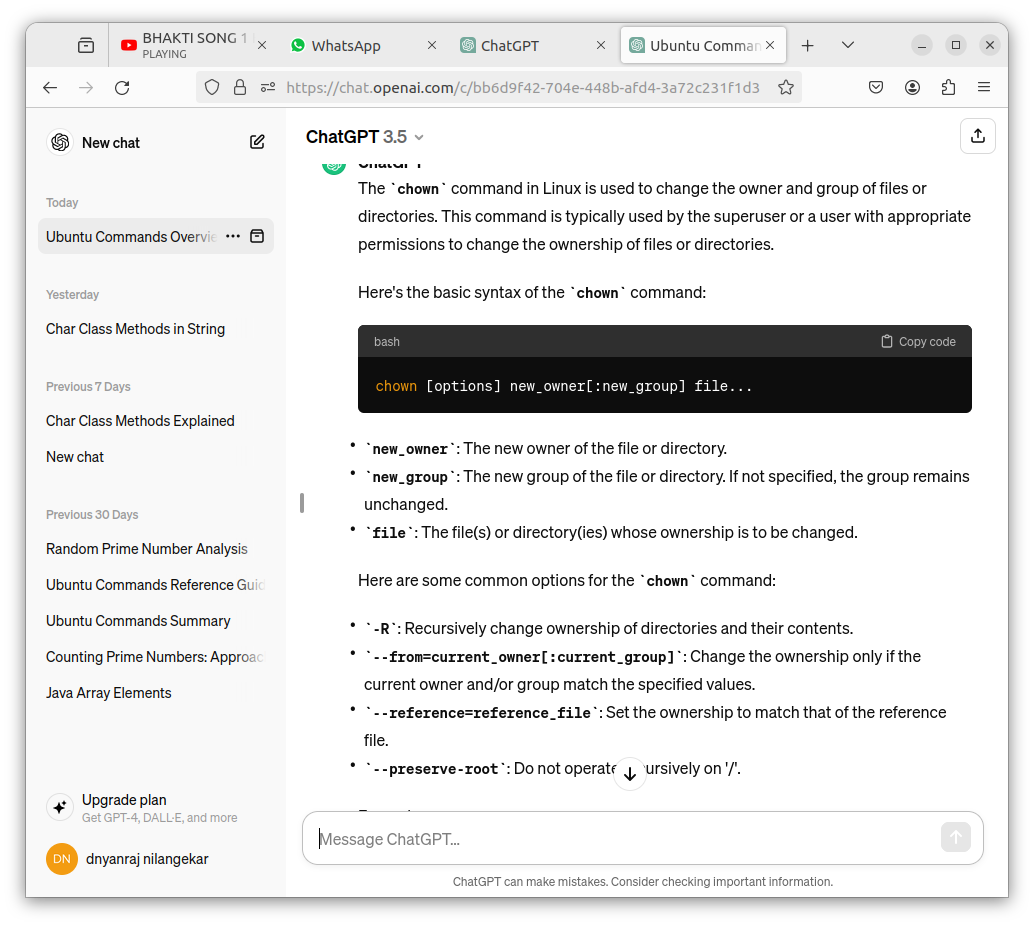 BHAKTI SONG 1
PLAYING
WhatsApp
ChatGPT
Ubuntu Comman
https://chat.openai.com/c/bb6d9f42-704e-448b-afd4-3a72c231f1d3
New chat
Today
Ubuntu Commands Overvie
Yesterday
Char Class Methods in String
Previous 7 Days
Char Class Methods Explained
New chat
Previous 30 Days
Random Prime Number Analysis
Ubuntu Commands Reference Guid
Ubuntu Commands Summary
Counting Prime Numbers: Approac
Java Array Elements
Upgrade plan
Get GPT-4, DALL·E, and more
DN
dnyanraj nilangekar
ChatGPT 3.5
ChatGPT
The `chown` command in Linux is used to change the owner and group of files or
directories. This command is typically used by the superuser or a user with appropriate
permissions to change the ownership of files or directories.
Here's the basic syntax of the `chown` command:
bash
Copy code
chown [options] new_owner[:new_group] file...
• `new_owner`: The new owner of the file or directory.
• `new_group`: The new group of the file or directory. If not specified, the group remains
unchanged.
• `file`: The file(s) or directory(ies) whose ownership is to be changed.
Here are some common options for the `chown` command:
• `-R`: Recursively change ownership of directories and their contents.
• `--from=current_owner[:current_group]`: Change the ownership only if the
current owner and/or group match the specified values.
• `--reference=reference_file`: Set the ownership to match that of the reference
file.
• `--preserve-root`: Do not operate ursively on '/'.
Message ChatGPT...
ChatGPT can make mistakes. Consider checking important information.